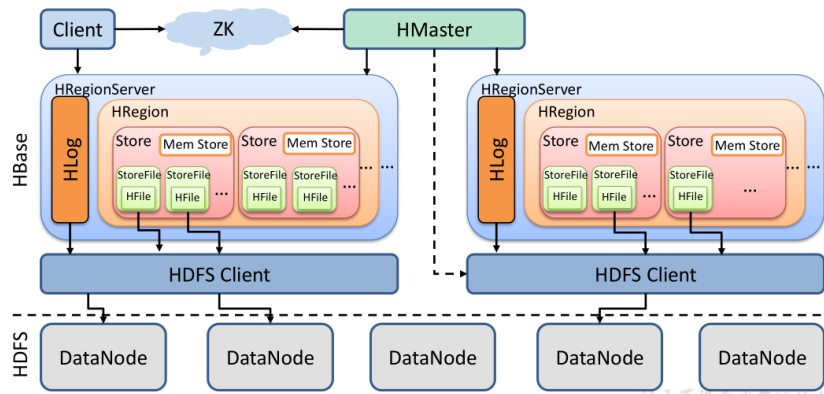 Client
ZK
HMaster
HBase
HRegionServer
HLog
HRegion
Store
Mem Store
StoreFile
HFile
StoreFile
HFile
...
Store
Mem Store
StoreFile
HFile
StoreFile
HFile
...
... ...
HRegionServer
HLog
HRegion
Store
Mem Store
StoreFile
HFile
StoreFile
HFile
...
Store
Mem Store
StoreFile
HFile
...
... ...
HDFS Client
HDFS Client
HDFS
DataNode
DataNode
DataNode
DataNode
DataNode